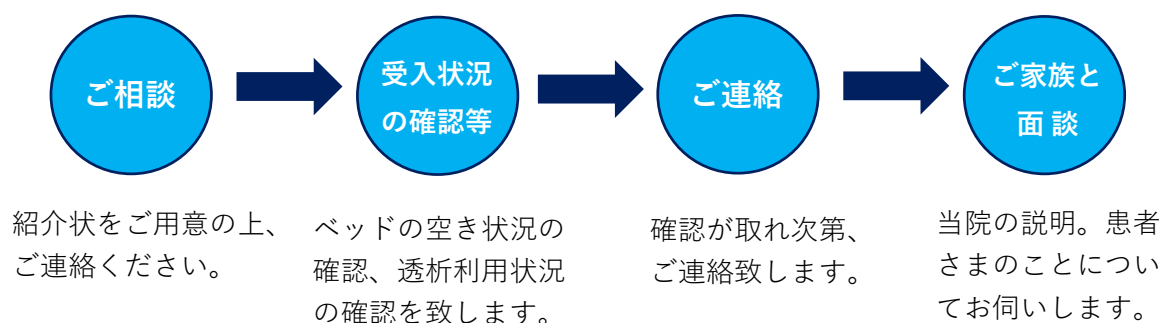 ご相談
受入状況
の確認等
ご連絡
ご家族と
面 談
紹介状をご用意の上、
ご連絡ください。
ベッドの空き状況の
確認、透析利用状況
の確認を致します。
確認が取れ次第、
ご連絡致します。
当院の説明。患者
さまのことについ
てお伺いします。